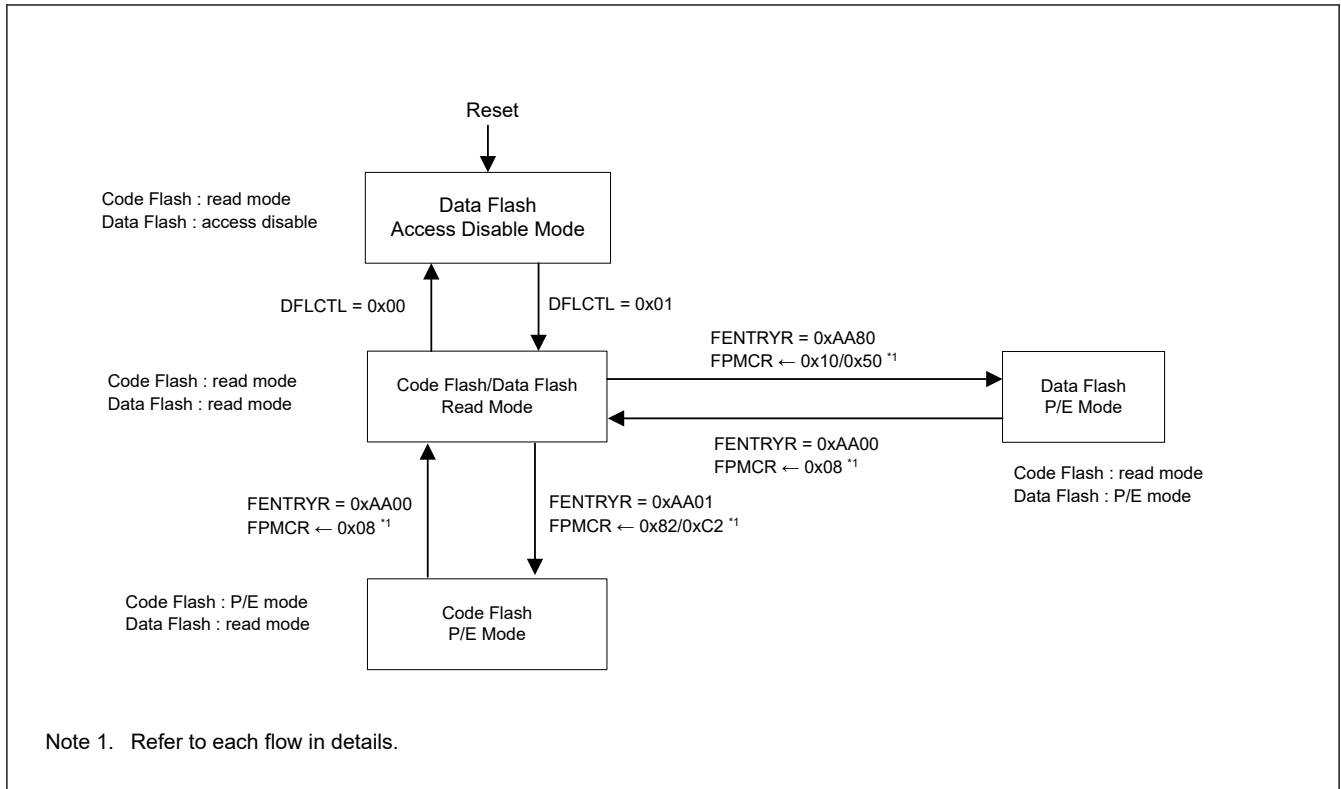 Reset
Code Flash : read mode
Data Flash : access disable
Data Flash
Access Disable Mode
DFLCTL = 0x00
DFLCTL = 0x01
FENTRYR = 0xAA80
FPMCR ← 0x10/0x50 *1
Code Flash : read mode
Data Flash : read mode
Code Flash/Data Flash
Read Mode
Data Flash
P/E Mode
FENTRYR = 0xAA00
FPMCR ← 0x08 *1
Code Flash : read mode
Data Flash : P/E mode
FENTRYR = 0xAA00
FPMCR ← 0x08 *1
FENTRYR = 0xAA01
FPMCR ← 0x82/0xC2 *1
Code Flash : P/E mode
Data Flash : read mode
Code Flash
P/E Mode
Note 1. Refer to each flow in details.